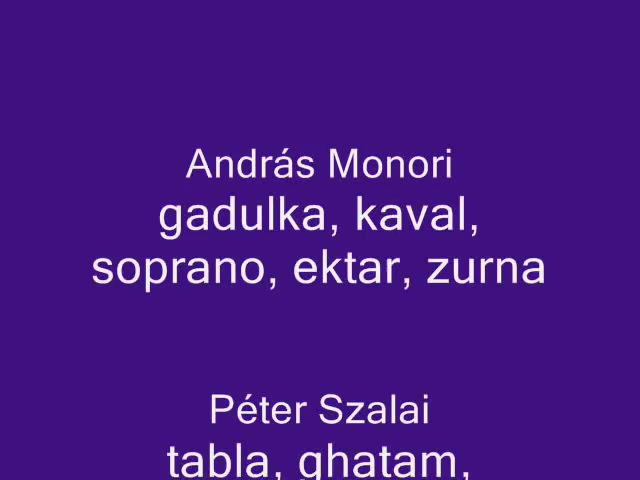 András Monori
gadulka, kaval,
soprano, ektar, zurna
Péter Szalai
tabla, ghatam,